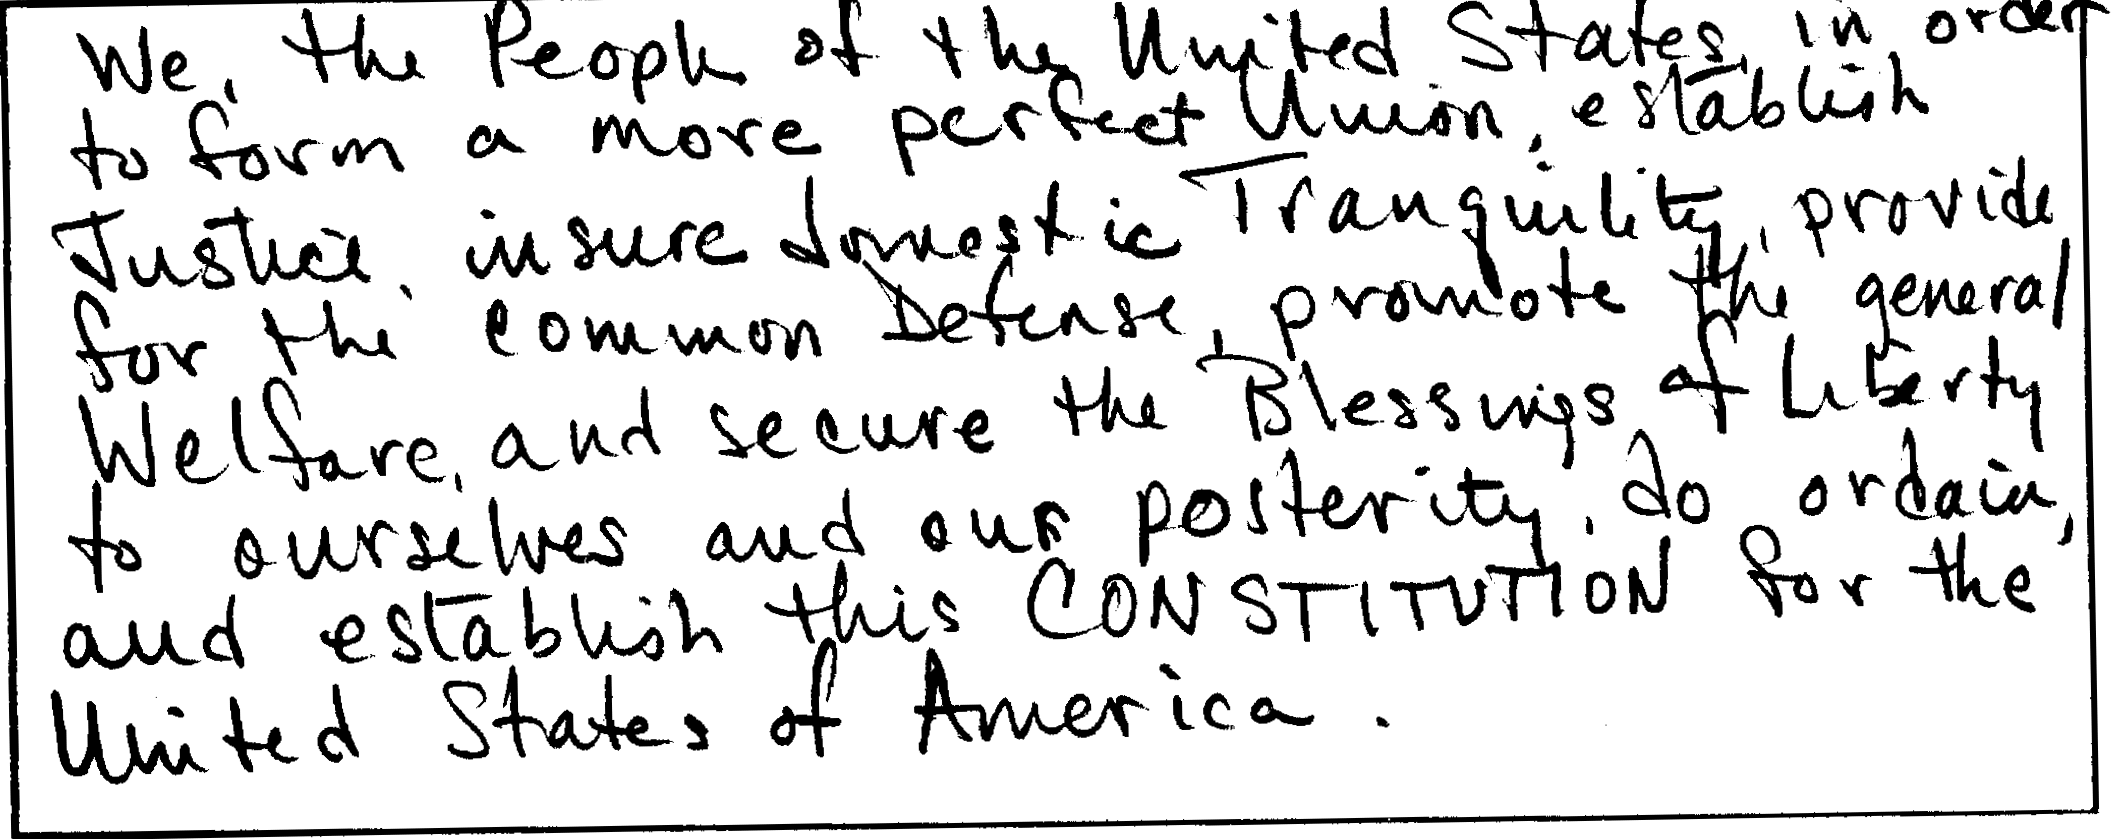 We, the People of the United States, in order
to form a more perfect Union, establish
Justice, insure domestic Tranquility, provide
for the common Defense, promote the general
Welfare, and secure the Blessings of Liberty
to ourselves and our posterity, do ordain,
and establish this CONSTITUTION for the
United States of America.